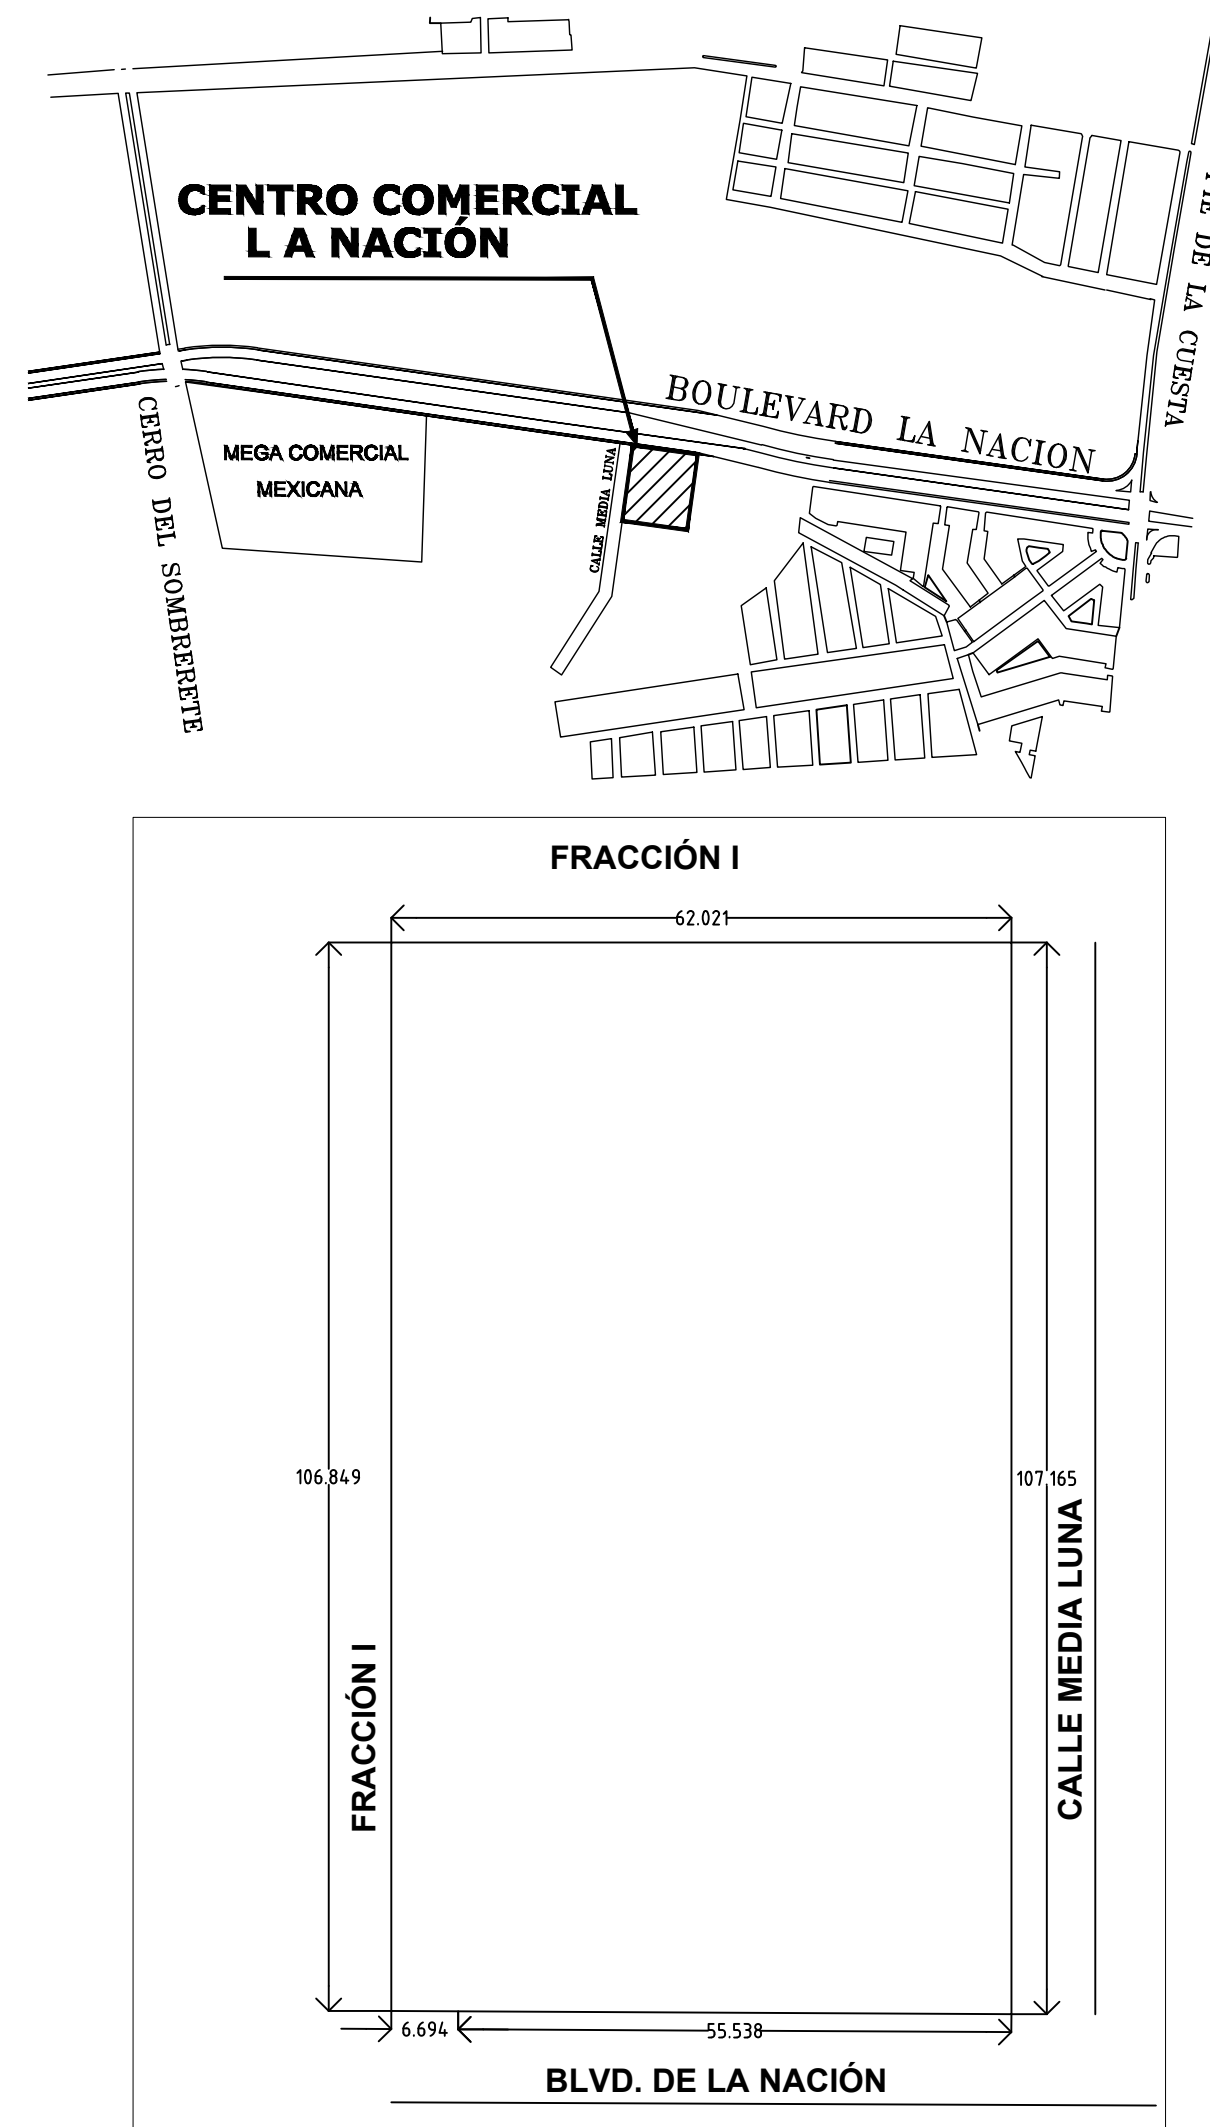 CENTRO COMERCIAL
L A NACIÓN
DE LA CUESTA
BOULEVARD LA NACION
CERRO DEL SOMBRERETE
MEGA COMERCIAL
MEXICANA
CALLE MEDIA LUNA
FRACCIÓN I
62.021
106.849
107.165
CALLE MEDIA LUNA
FRACCIÓN I
6.694
55.538
BLVD. DE LA NACIÓN